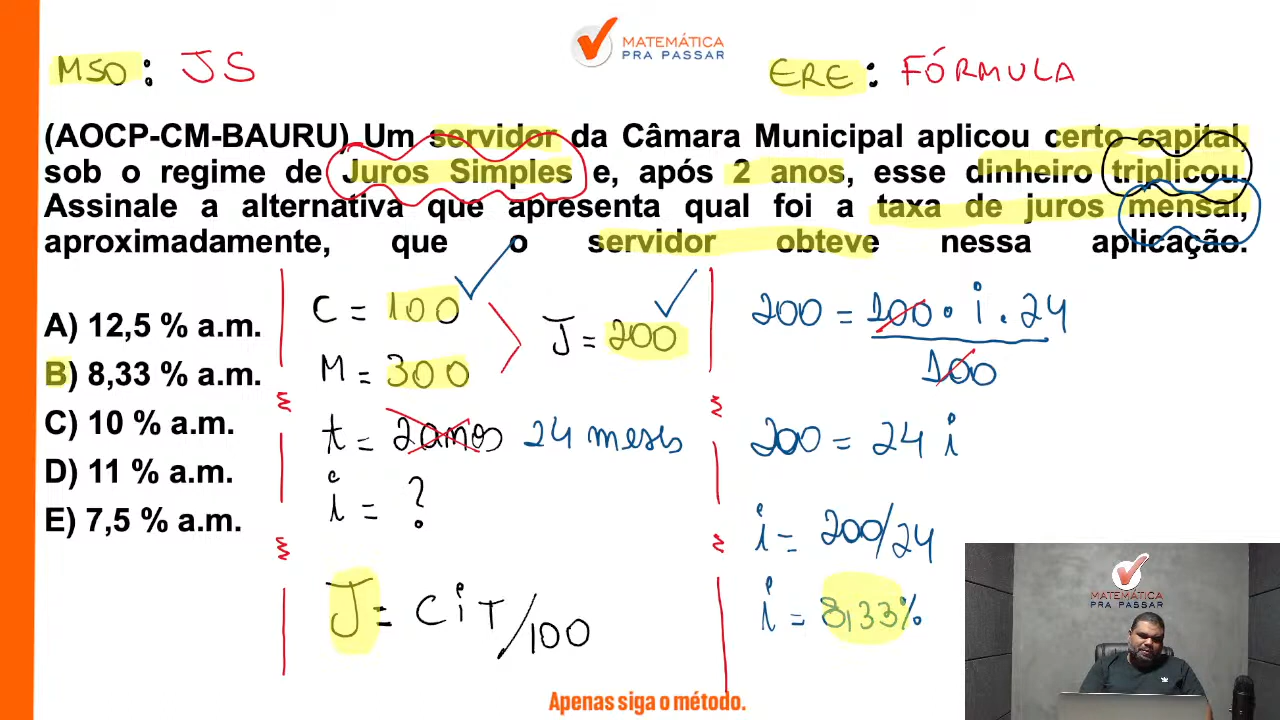 MATEMÁTICA
PRA PASSAR
MSO: JS
ERE: FÓRMULA
(AOCP-CM-BAURU) Um servidor da Câmara Municipal aplicou certo capital,
sob o regime de Juros Simples e, após 2 anos, esse dinheiro triplicou.
Assinale a alternativa que apresenta qual foi a taxa de juros mensal,
aproximadamente, que o servidor obteve nessa aplicação.
A) 12,5 % a.m.
B) 8,33 % a.m.
C) 10 % a.m.
D) 11 % a.m.
E) 7,5 % a.m.
C = 100
M = 300
J = 200
t = 2 anos 24 meses
i = ?
J = CiT/100
200 = 100 . i . 24
100
200 = 24 i
i = 200/24
i = 8,33%
MATEMÁTICA
PRA PASSAR
Apenas siga o método.